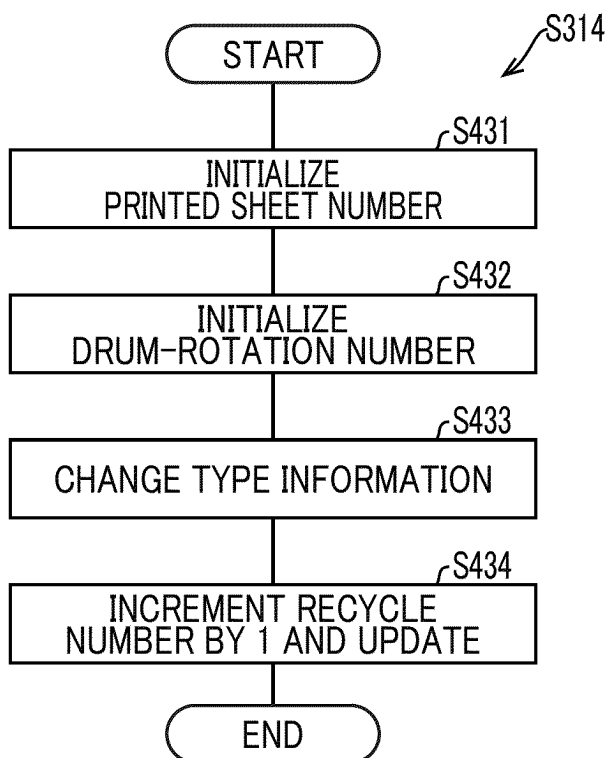 S314
START
S431
INITIALIZE
PRINTED SHEET NUMBER
S432
INITIALIZE
DRUM-ROTATION NUMBER
S433
CHANGE TYPE INFORMATION
S434
INCREMENT RECYCLE
NUMBER BY 1 AND UPDATE
END